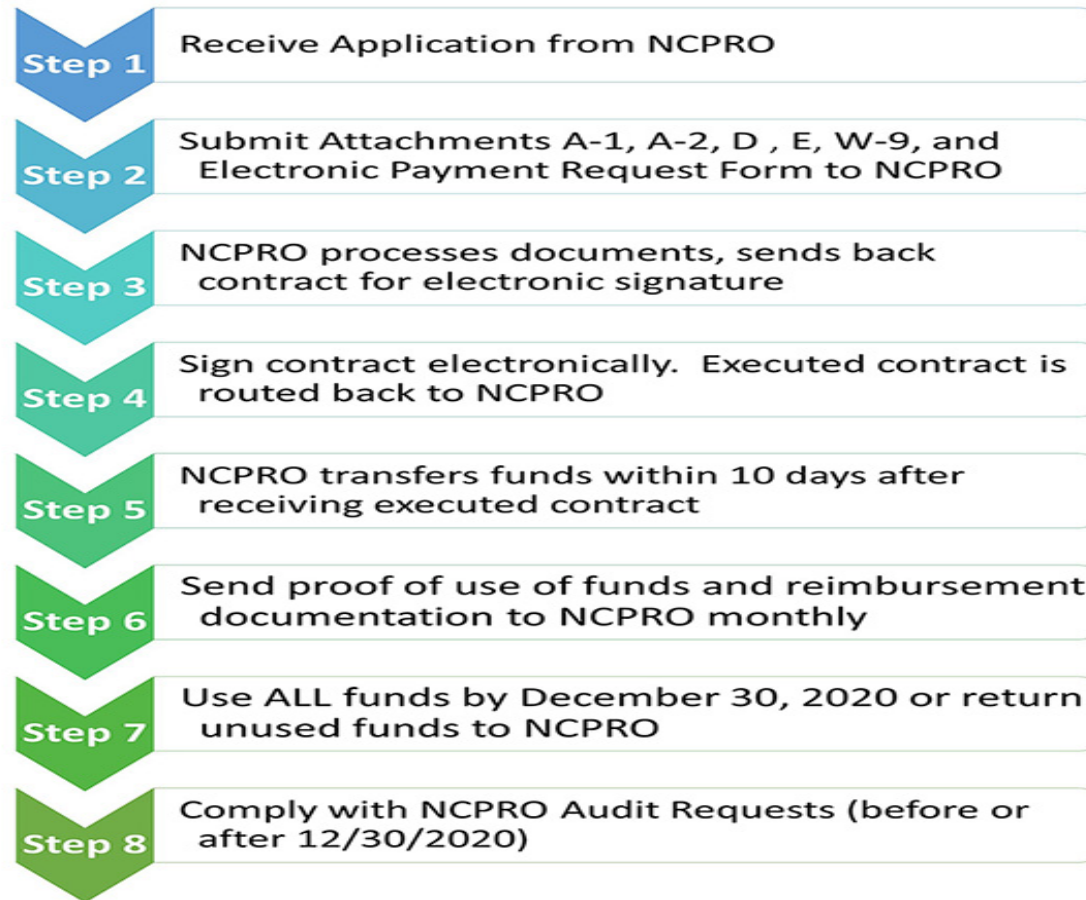 Step 1
Receive Application from NCPRO
Step 2
Submit Attachments A-1, A-2, D , E, W-9, and
Electronic Payment Request Form to NCPRO
Step 3
NCPRO processes documents, sends back
contract for electronic signature
Step 4
Sign contract electronically.  Executed contract is
routed back to NCPRO
Step 5
NCPRO transfers funds within 10 days after
receiving executed contract
Step 6
Send proof of use of funds and reimbursement
documentation to NCPRO monthly
Step 7
Use ALL funds by December 30, 2020 or return
unused funds to NCPRO
Step 8
Comply with NCPRO Audit Requests (before or
after 12/30/2020)